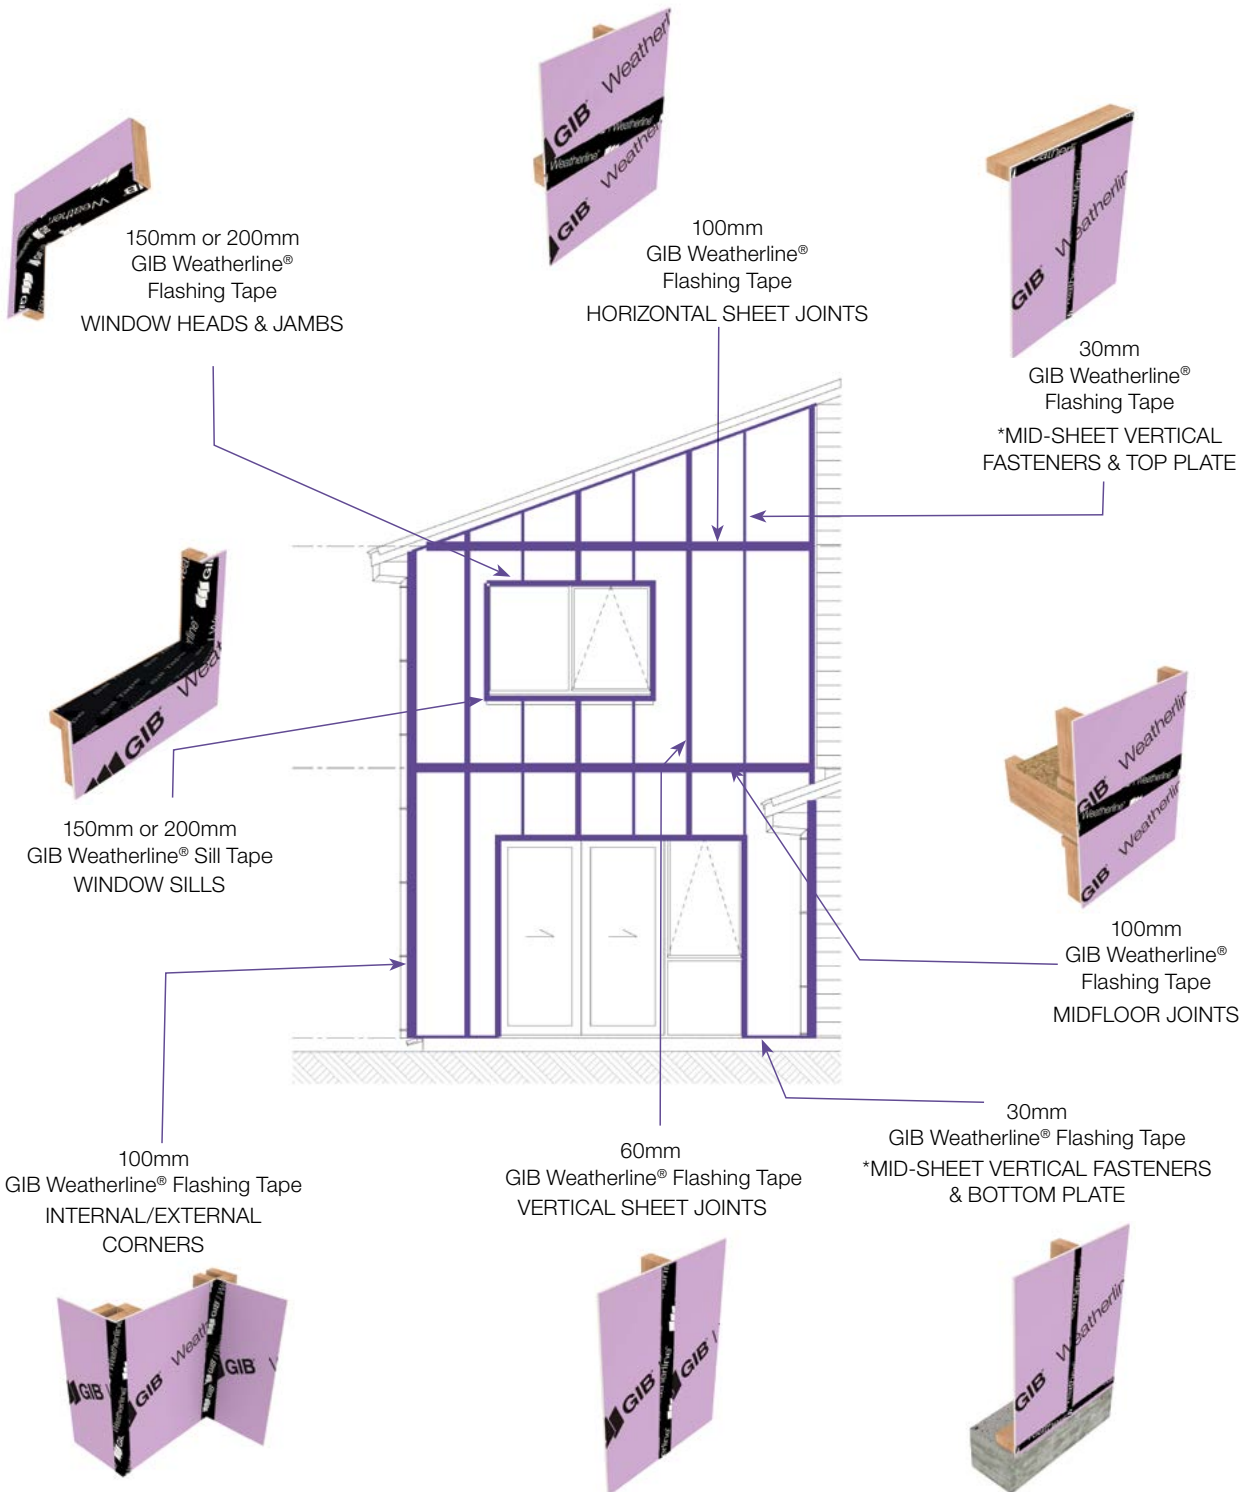 150mm or 200mm
GIB Weatherline®
Flashing Tape
WINDOW HEADS & JAMBS
100mm
GIB Weatherline®
Flashing Tape
HORIZONTAL SHEET JOINTS
30mm
GIB Weatherline®
Flashing Tape
*MID-SHEET VERTICAL
FASTENERS & TOP PLATE
150mm or 200mm
GIB Weatherline® Sill Tape
WINDOW SILLS
100mm
GIB Weatherline®
Flashing Tape
MIDFLOOR JOINTS
100mm
GIB Weatherline® Flashing Tape
INTERNAL/EXTERNAL
CORNERS
60mm
GIB Weatherline® Flashing Tape
VERTICAL SHEET JOINTS
30mm
GIB Weatherline® Flashing Tape
*MID-SHEET VERTICAL FASTENERS
& BOTTOM PLATE